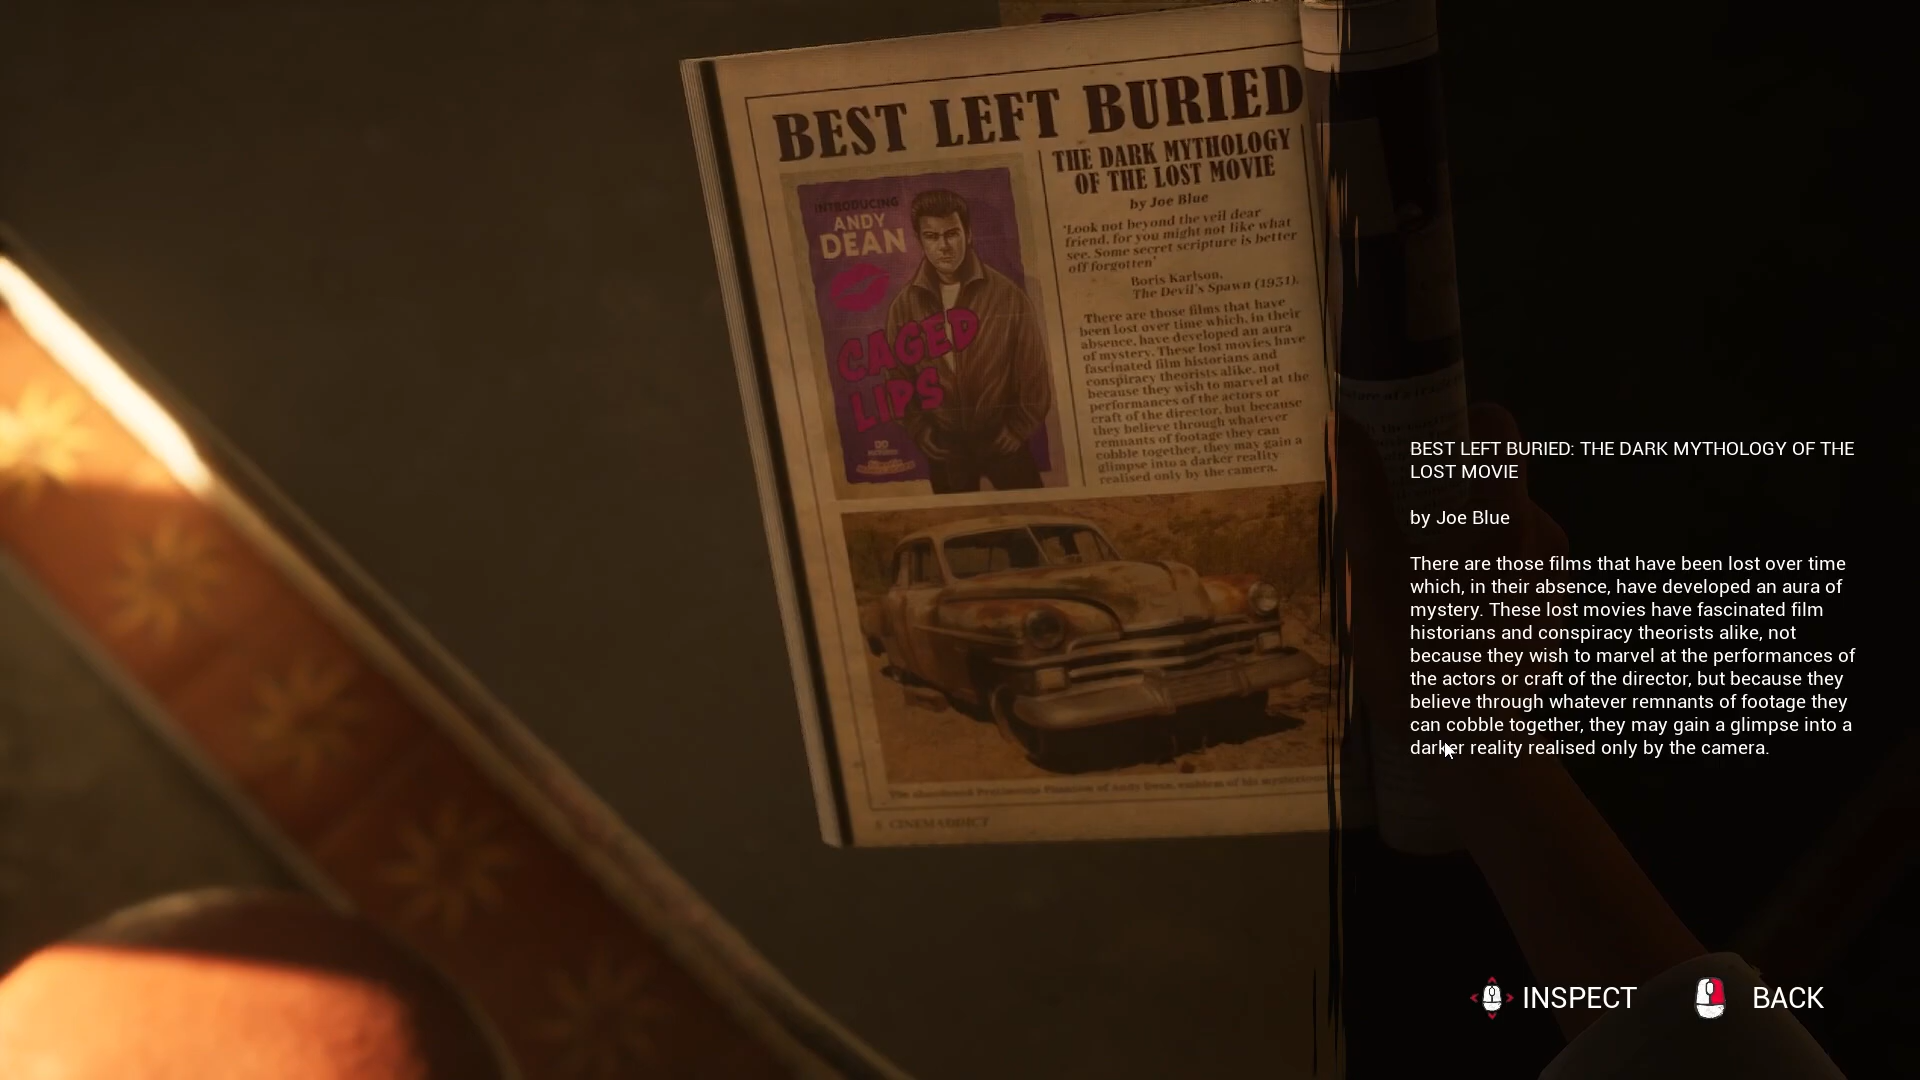 BEST LEFT BURIED
INTRODUCING
ANDY
DEAN
CAGED
LIPS
THE DARK MYTHOLOGY
OF THE LOST MOVIE
by Joe Blue
'Look not beyond the veil dear
friend, for you might not like what
see. Some secret scripture is better
off forgotten'
Boris Karlson,
The Devil's Spawn (1931).
There are those films that have
been lost over time which, in their
absence, have developed an aura
of mystery. These lost movies have
fascinated film historians and
conspiracy theorists alike, not
because they wish to marvel at the
performances of the actors or
craft of the director, but because
they believe through whatever
remnants of footage they can
cobble together, they may gain a
glimpse into a darker reality
realised only by the camera.
of Andy Dean, emblem of his mysterious
CINEMADDICT
BEST LEFT BURIED: THE DARK MYTHOLOGY OF THE
LOST MOVIE
by Joe Blue
There are those films that have been lost over time
which, in their absence, have developed an aura of
mystery. These lost movies have fascinated film
historians and conspiracy theorists alike, not
because they wish to marvel at the performances of
the actors or craft of the director, but because they
believe through whatever remnants of footage they
can cobble together, they may gain a glimpse into a
darker reality realised only by the camera.
INSPECT
BACK